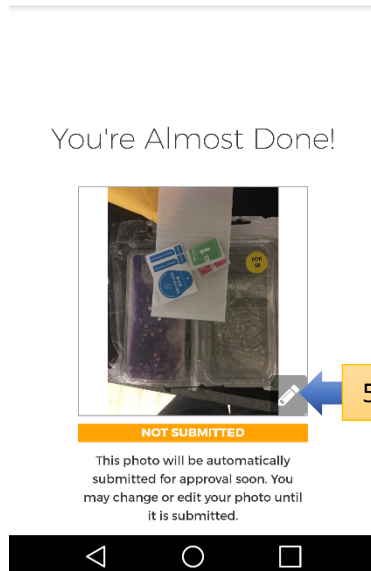 You're Almost Done!
FOR
S8
5
NOT SUBMITTED
This photo will be automatically
submitted for approval soon. You
may change or edit your photo until
it is submitted.